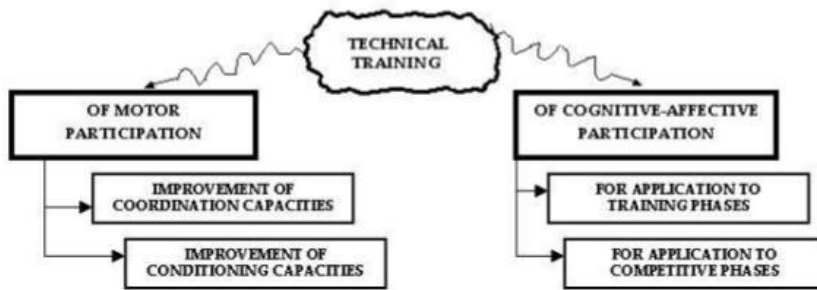 TECHNICAL
TRAINING
OF MOTOR
PARTICIPATION
OF COGNITIVE-AFFECTIVE
PARTICIPATION
IMPROVEMENT OF
COORDINATION CAPACITIES
FOR APPLICATION TO
TRAINING PHASES
IMPROVEMENT OF
CONDITIONING CAPACITIES
FOR APPLICATION TO
COMPETITIVE PHASES